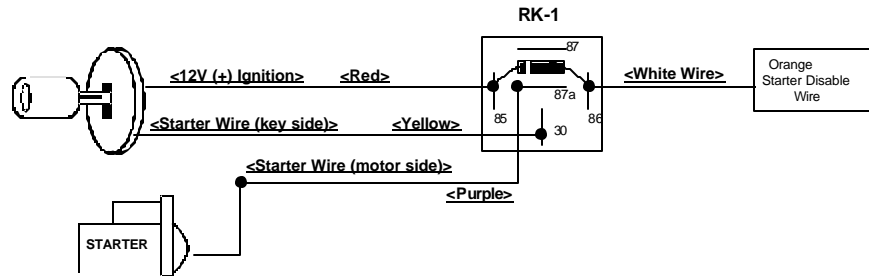 RK-1
87
<12V (+) Ignition> <Red>
<White Wire>
Orange
Starter Disable
Wire
87a
85
86
<Starter Wire (key side)> <Yellow>
30
<Starter Wire (motor side)>
<Purple>
STARTER